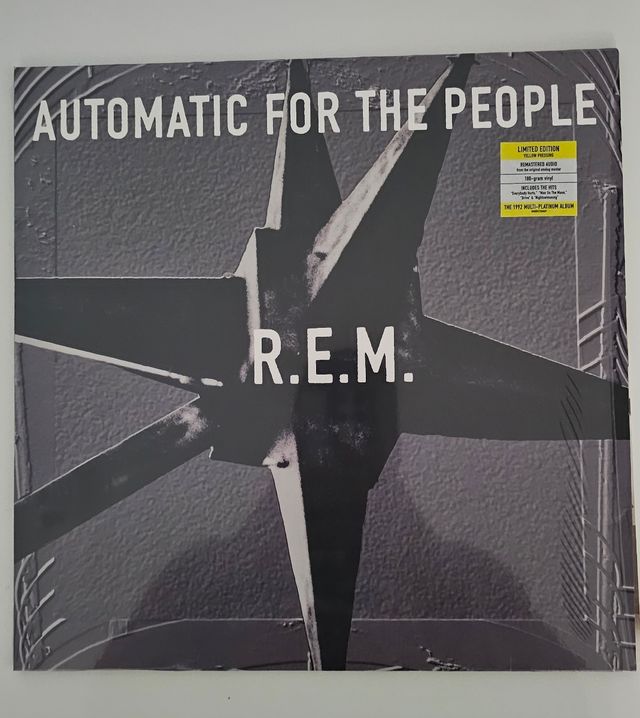 AUTOMATIC FOR THE PEOPLE
LIMITED EDITION
YELLOW PRESSING
REMASTERED AUDIO
from the original analog master
180-gram vinyl
INCLUDES THE HITS
"Everybody Hurts," "Man On The Moon,"
"Drive" & "Nightswimming"
THE 1992 MULTI-PLATINUM ALBUM
R.E.M.